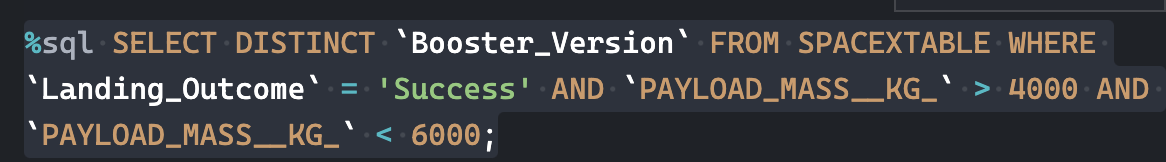 %sql SELECT DISTINCT `Booster_Version` FROM SPACEXTABLE WHERE
`Landing_Outcome` = 'Success' AND `PAYLOAD_MASS__KG_` > 4000 AND
`PAYLOAD_MASS__KG_` < 6000;